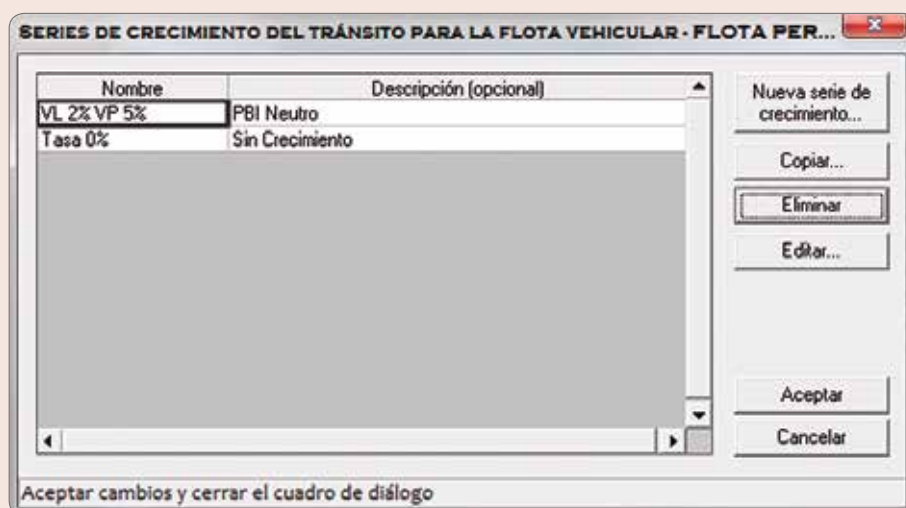 SERIES DE CRECIMIENTO DEL TRÁNSITO PARA LA FLOTA VEHICULAR - FLOTA PER...
Nombre Descripción (opcional)
VL 2% VP 5% PBI Neutro
Tasa 0% Sin Crecimiento
Nueva serie de
crecimiento...
Copiar...
Eliminar
Editar...
Aceptar
Cancelar
Aceptar cambios y cerrar el cuadro de diálogo